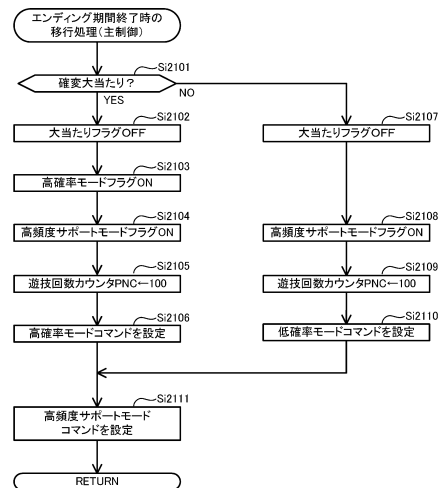 エンディング期間終了時の
移行処理(主制御)
Si2101
確変大当たり?
YES
NO
Si2102
大当たりフラグOFF
Si2103
高確率モードフラグON
Si2104
高頻度サポートモードフラグON
Si2105
遊技回数カウンタPNC←100
Si2106
高確率モードコマンドを設定
Si2107
大当たりフラグOFF
Si2108
高頻度サポートモードフラグON
Si2109
遊技回数カウンタPNC←100
Si2110
低確率モードコマンドを設定
Si2111
高頻度サポートモード
コマンドを設定
RETURN